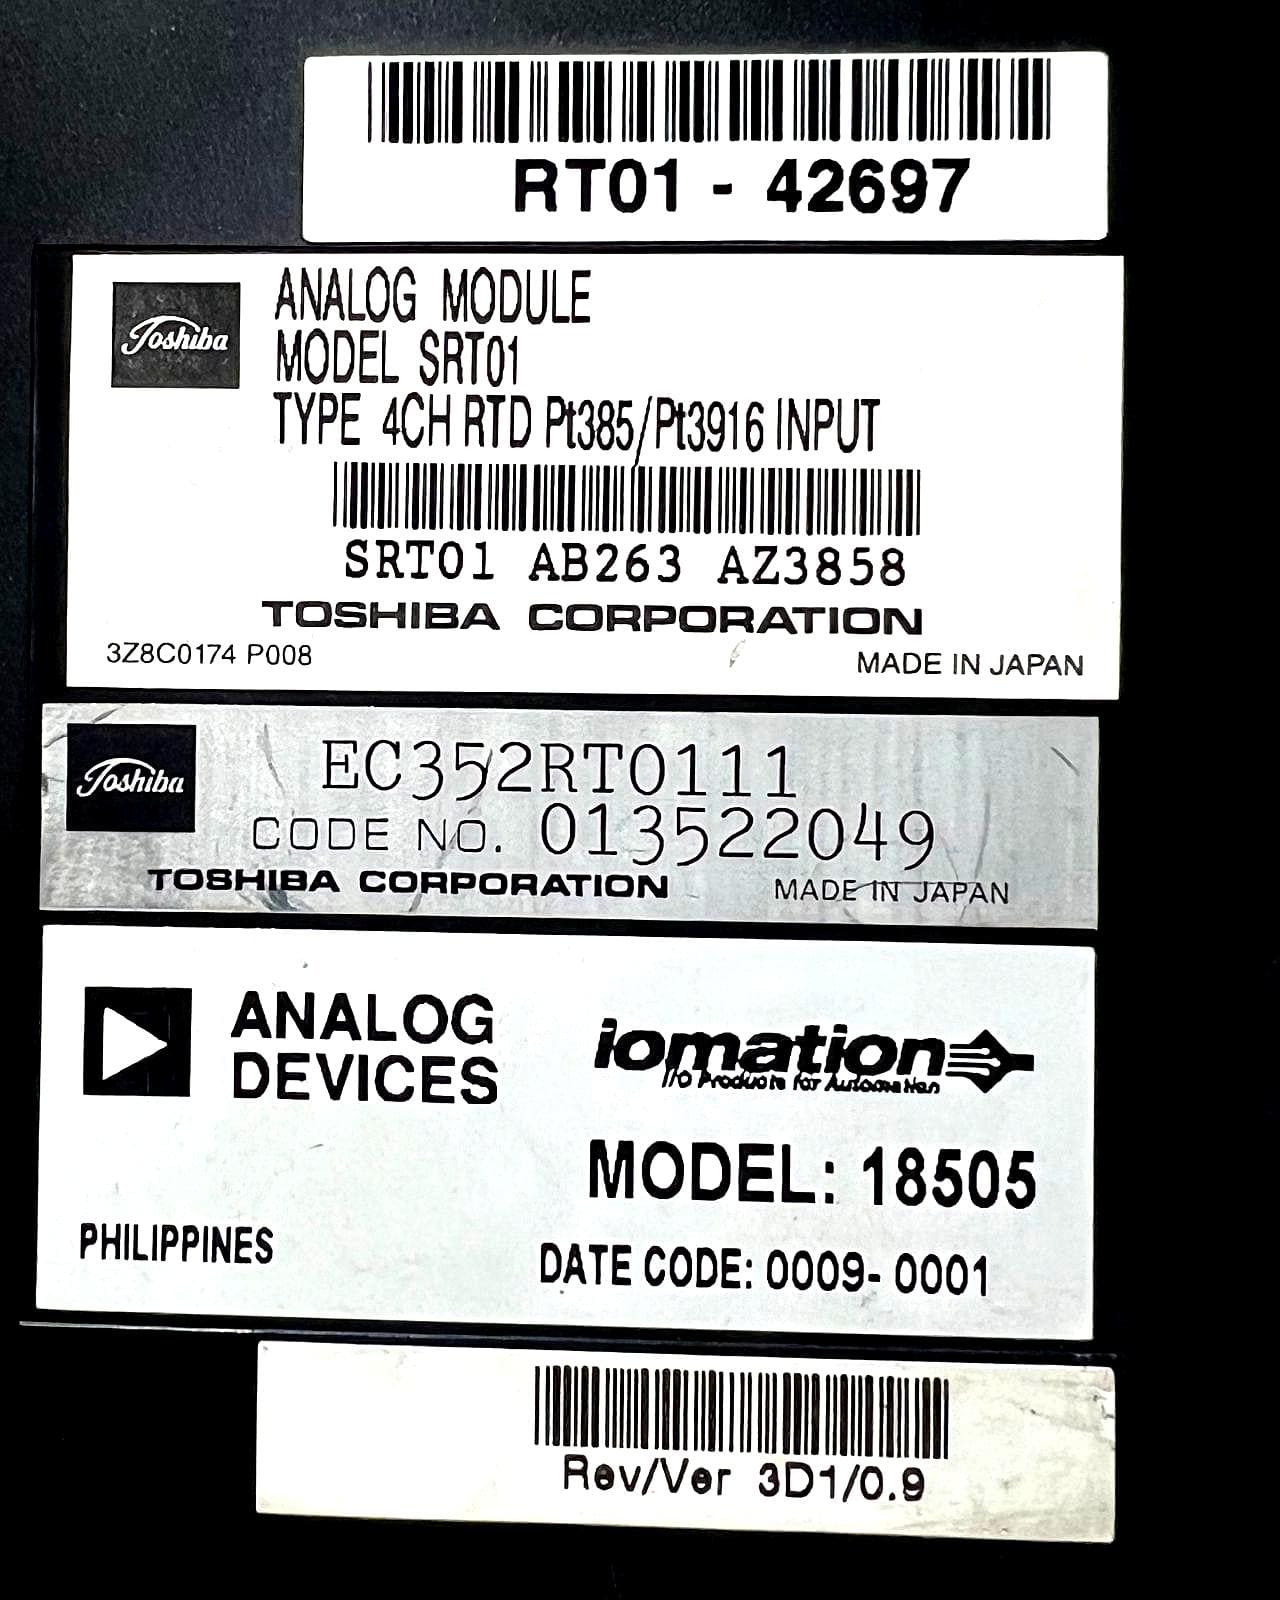 RT01 - 42697
Toshiba
ANALOG MODULE
MODEL SRT01
TYPE 4CH RTD Pt385/Pt3916 INPUT
SRT01 AB263 AZ3858
TOSHIBA CORPORATION
3Z8C0174 P008
MADE IN JAPAN
Toshiba
EC352RT0111
CODE NO. 013522049
TOSHIBA CORPORATION
MADE IN JAPAN
ANALOG
DEVICES
iomation
I/O Products for Automation
MODEL: 18505
PHILIPPINES
DATE CODE: 0009-0001
Rev/Ver 3D1/0.9